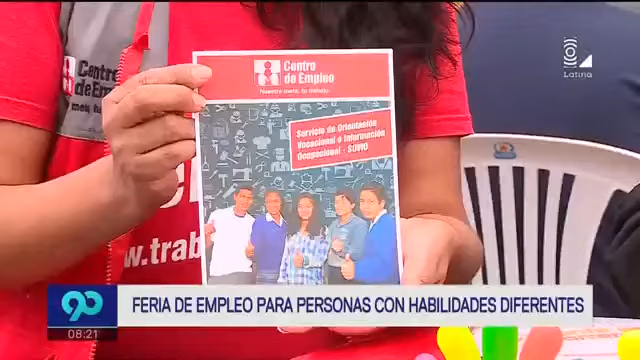 Latina
Centro
de Empleo
Nuestra meta, tu trabajo
Servicio de Orientación
Vocacional e Información
Ocupacional - SOVIO
Centro
de Em
www.trab
90
08:21
FERIA DE EMPLEO PARA PERSONAS CON HABILIDADES DIFERENTES